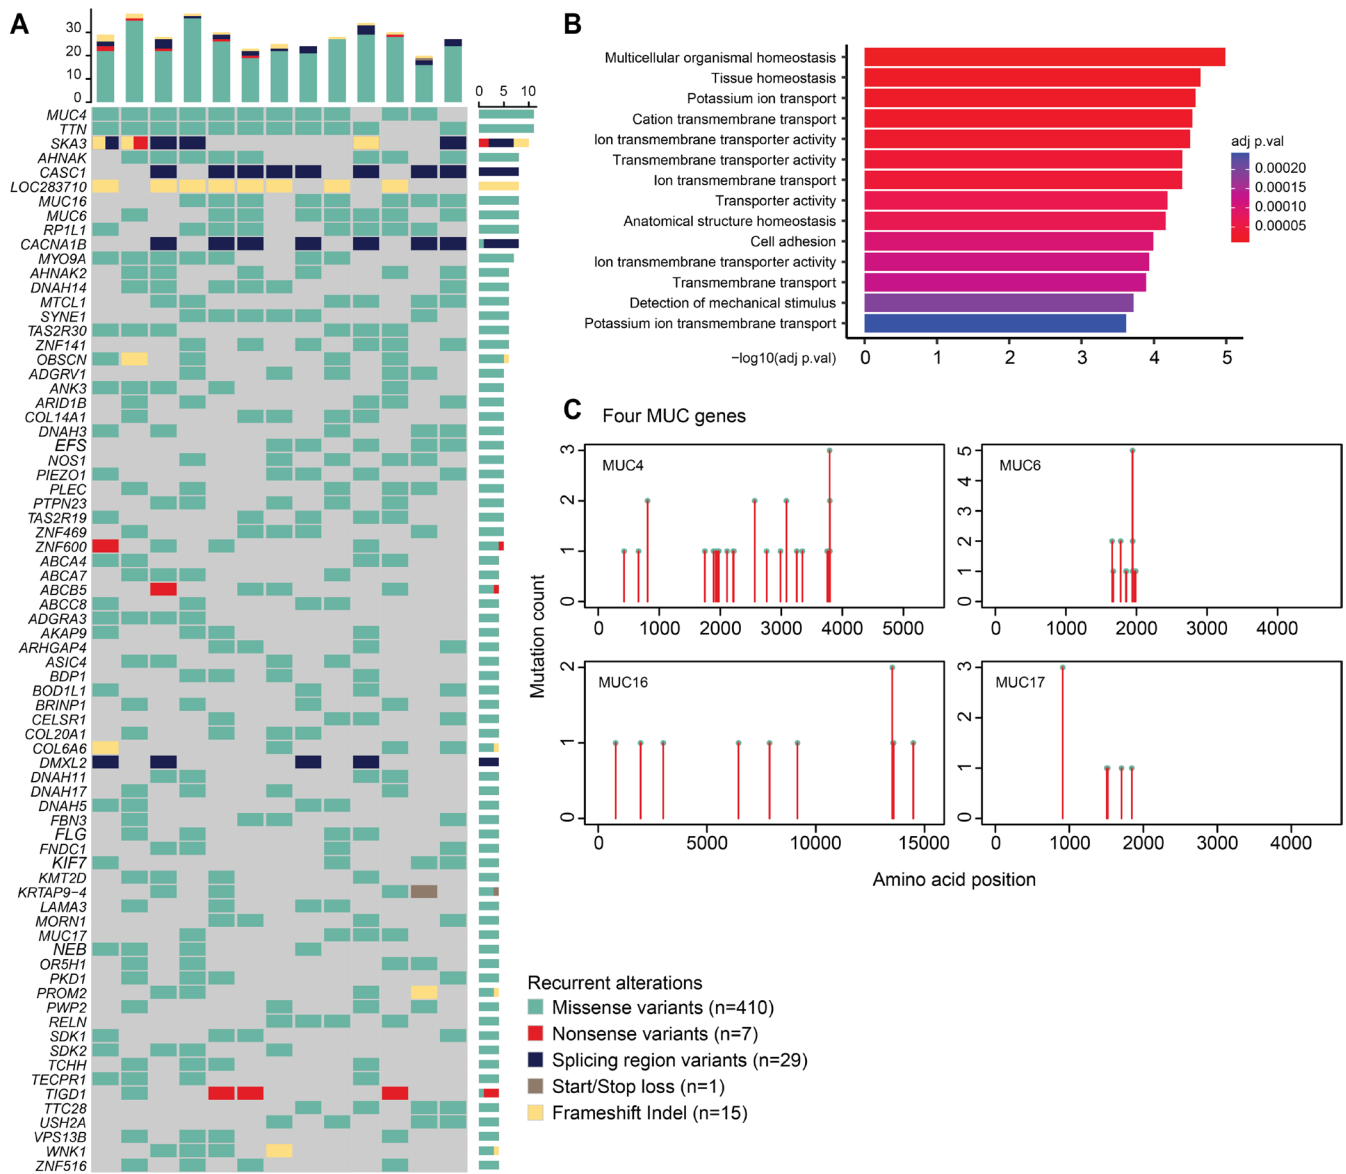 A
30
20
10
0
0 5 10
MUC4
TTN
SKA3
AHNAK
CASC1
LOC283710
MUC16
MUC6
RP1L1
CACNA1B
MYO9A
AHNAK2
DNAH14
MTCL1
SYNE1
TAS2R30
ZNF141
OBSCN
ADGRV1
ANK3
ARID1B
COL14A1
DNAH3
EFS
NOS1
PIEZO1
PLEC
PTPN23
TAS2R19
ZNF469
ZNF600
ABCA4
ABCA7
ABCB5
ABCC8
ADGRA3
AKAP9
ARHGAP4
ASIC4
BDP1
BOD1L1
BRINP1
CELSR1
COL20A1
COL6A6
DMXL2
DNAH11
DNAH17
DNAH5
FBN3
FLG
FNDC1
KIF7
KMT2D
KRTAP9−4
LAMA3
MORN1
MUC17
NEB
OR5H1
PKD1
PROM2
PWP2
RELN
SDK1
SDK2
TCHH
TECPR1
TIGD1
TTC28
USH2A
VPS13B
WNK1
ZNF516
B
Multicellular organismal homeostasis
Tissue homeostasis
Potassium ion transport
Cation transmembrane transport
Ion transmembrane transporter activity
Transmembrane transporter activity
Ion transmembrane transport
Transporter activity
Anatomical structure homeostasis
Cell adhesion
Ion transmembrane transporter activity
Transmembrane transport
Detection of mechanical stimulus
Potassium ion transmembrane transport
−log10(adj p.val)
0 1 2 3 4 5
adj p.val
0.00020
0.00015
0.00010
0.00005
C
Four MUC genes
Mutation count
MUC4
3
2
1
0
0 1000 2000 3000 4000 5000
MUC6
5
4
3
2
1
0
0 1000 2000 3000 4000
MUC16
2
1
0
0 5000 10000 15000
MUC17
3
2
1
0
0 1000 2000 3000 4000
Amino acid position
Recurrent alterations
Missense variants (n=410)
Nonsense variants (n=7)
Splicing region variants (n=29)
Start/Stop loss (n=1)
Frameshift Indel (n=15)